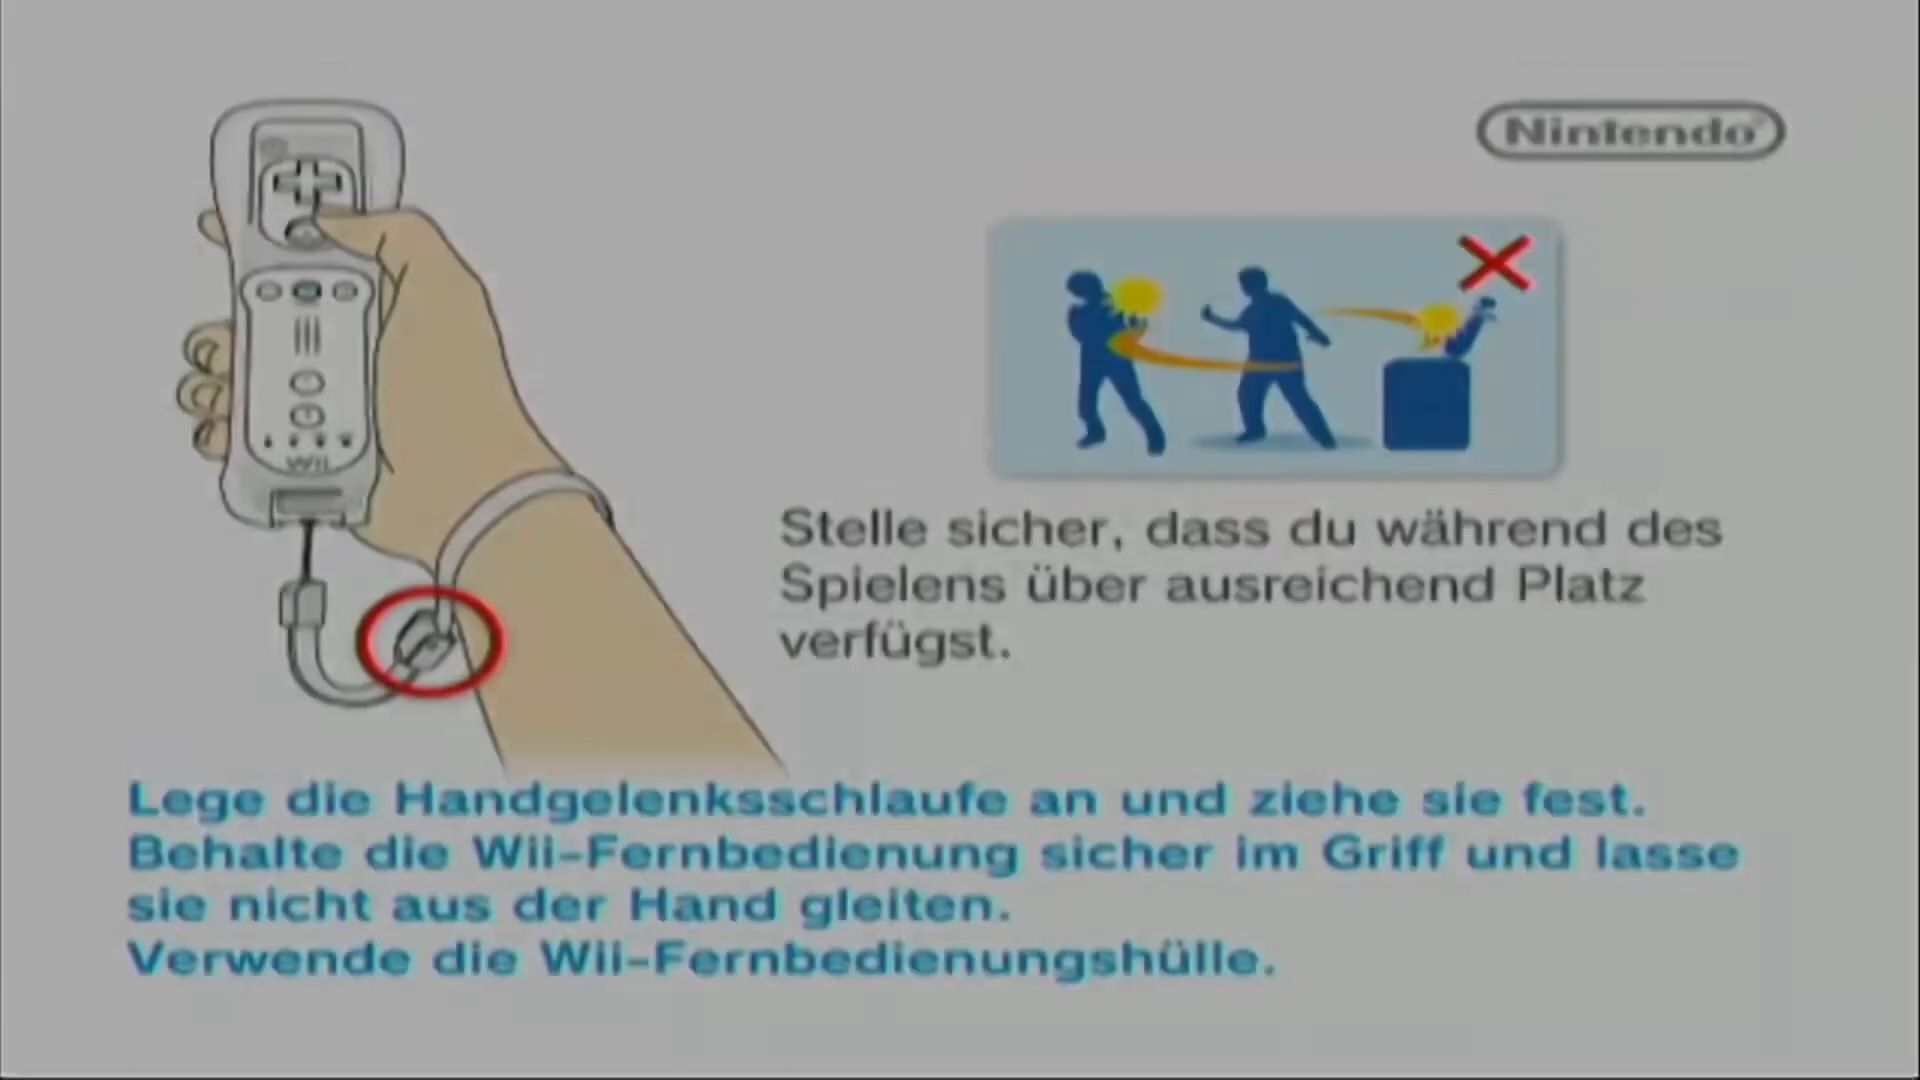 Nintendo
Wii
Stelle sicher, dass du während des
Spielens über ausreichend Platz
verfügst.
Lege die Handgelenksschlaufe an und ziehe sie fest.
Behalte die Wii-Fernbedienung sicher im Griff und lasse
sie nicht aus der Hand gleiten.
Verwende die Wii-Fernbedienungshülle.